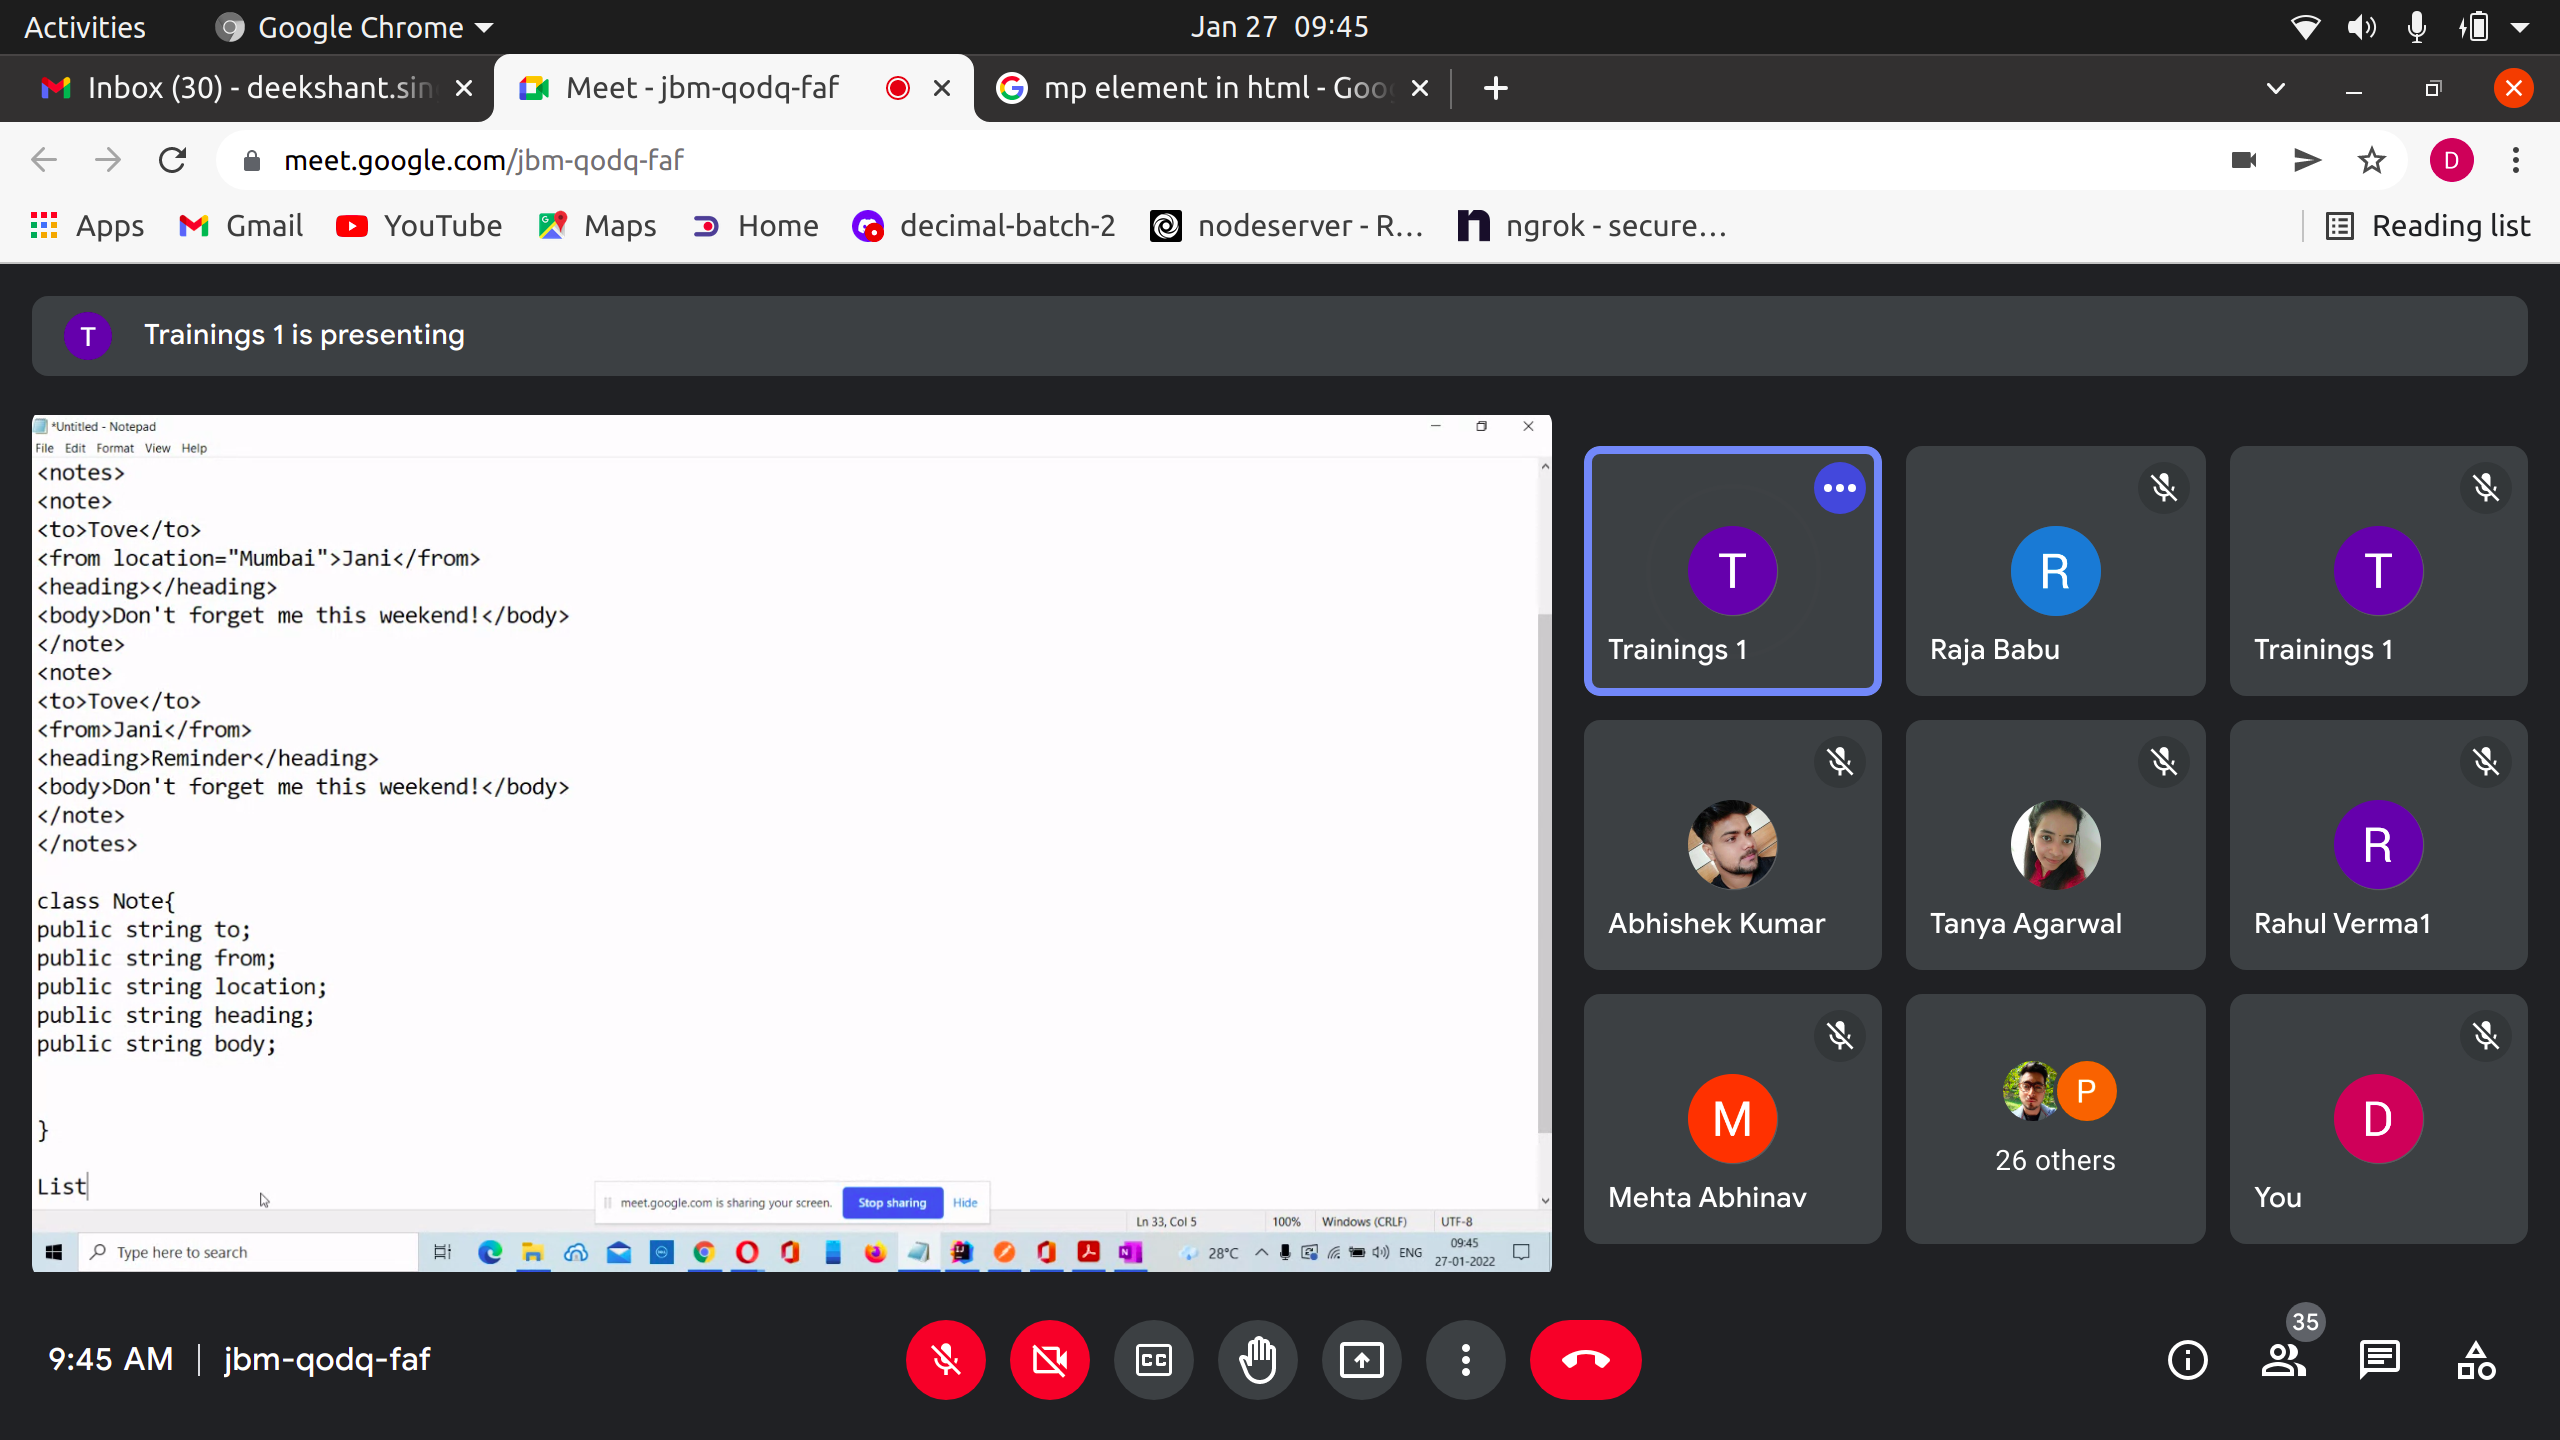 Activities
Google Chrome
Jan 27 09:45
Inbox (30) - deekshant.sin
Meet - jbm-qodq-faf
mp element in html - Goo
meet.google.com/jbm-qodq-faf
D
Apps
Gmail
YouTube
Maps
Home
decimal-batch-2
nodeserver - R...
ngrok - secure...
Reading list
T
Trainings 1 is presenting
*Untitled - Notepad
File Edit Format View Help
<notes>
<note>
<to>Tove</to>
<from location="Mumbai">Jani</from>
<heading></heading>
<body>Don't forget me this weekend!</body>
</note>
<note>
<to>Tove</to>
<from>Jani</from>
<heading>Reminder</heading>
<body>Don't forget me this weekend!</body>
</note>
</notes>
class Note{
public string to;
public string from;
public string location;
public string heading;
public string body;
}
List
meet.google.com is sharing your screen.
Stop sharing
Hide
Ln 33, Col 5
100%
Windows (CRLF)
UTF-8
Type here to search
28°C
ENG
09:45
27-01-2022
T
Trainings 1
R
Raja Babu
T
Trainings 1
Abhishek Kumar
Tanya Agarwal
R
Rahul Verma1
M
Mehta Abhinav
P
26 others
D
You
9:45 AM | jbm-qodq-faf
CC
35